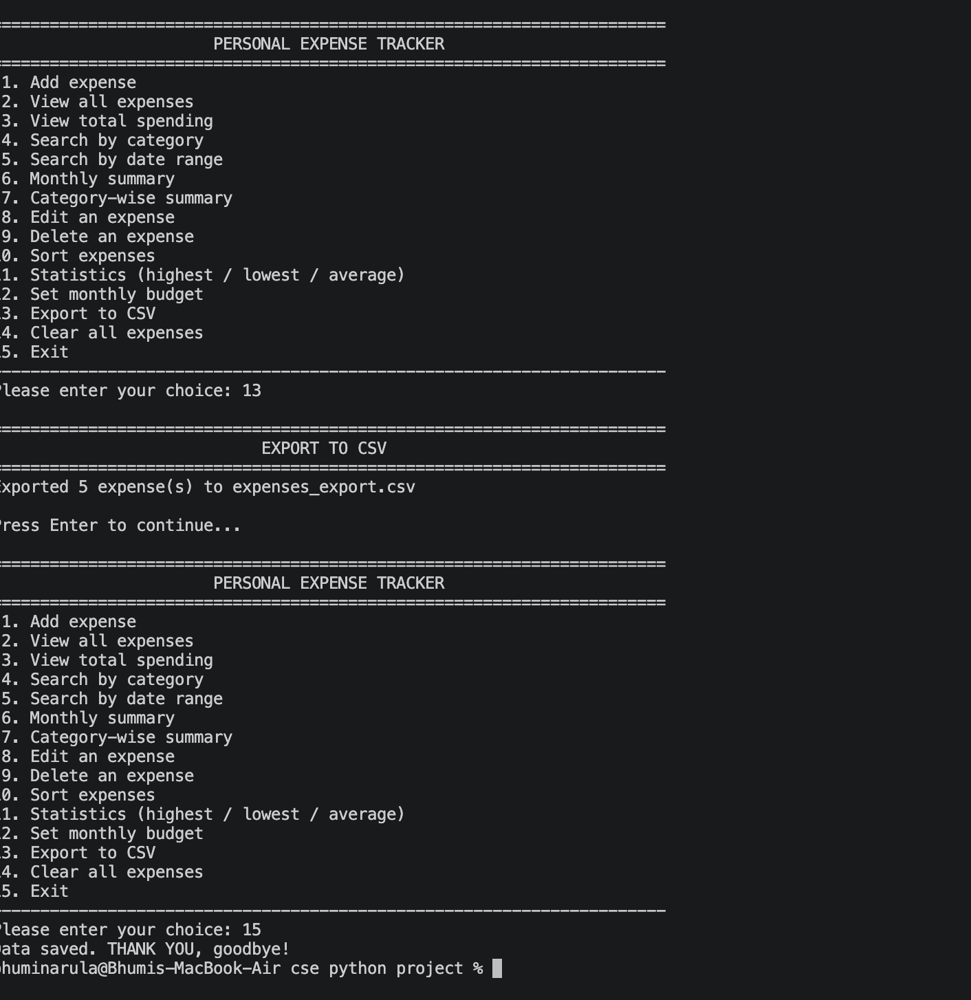 ======================================================================
PERSONAL EXPENSE TRACKER
======================================================================
1. Add expense
2. View all expenses
3. View total spending
4. Search by category
5. Search by date range
6. Monthly summary
7. Category-wise summary
8. Edit an expense
9. Delete an expense
0. Sort expenses
1. Statistics (highest / lowest / average)
2. Set monthly budget
3. Export to CSV
4. Clear all expenses
5. Exit
----------------------------------------------------------------------
Please enter your choice: 13
======================================================================
EXPORT TO CSV
======================================================================
Exported 5 expense(s) to expenses_export.csv
Press Enter to continue...
======================================================================
PERSONAL EXPENSE TRACKER
======================================================================
1. Add expense
2. View all expenses
3. View total spending
4. Search by category
5. Search by date range
6. Monthly summary
7. Category-wise summary
8. Edit an expense
9. Delete an expense
0. Sort expenses
1. Statistics (highest / lowest / average)
2. Set monthly budget
3. Export to CSV
4. Clear all expenses
5. Exit
----------------------------------------------------------------------
Please enter your choice: 15
Data saved. THANK YOU, goodbye!
bhuminarula@Bhumis-MacBook-Air cse python project %